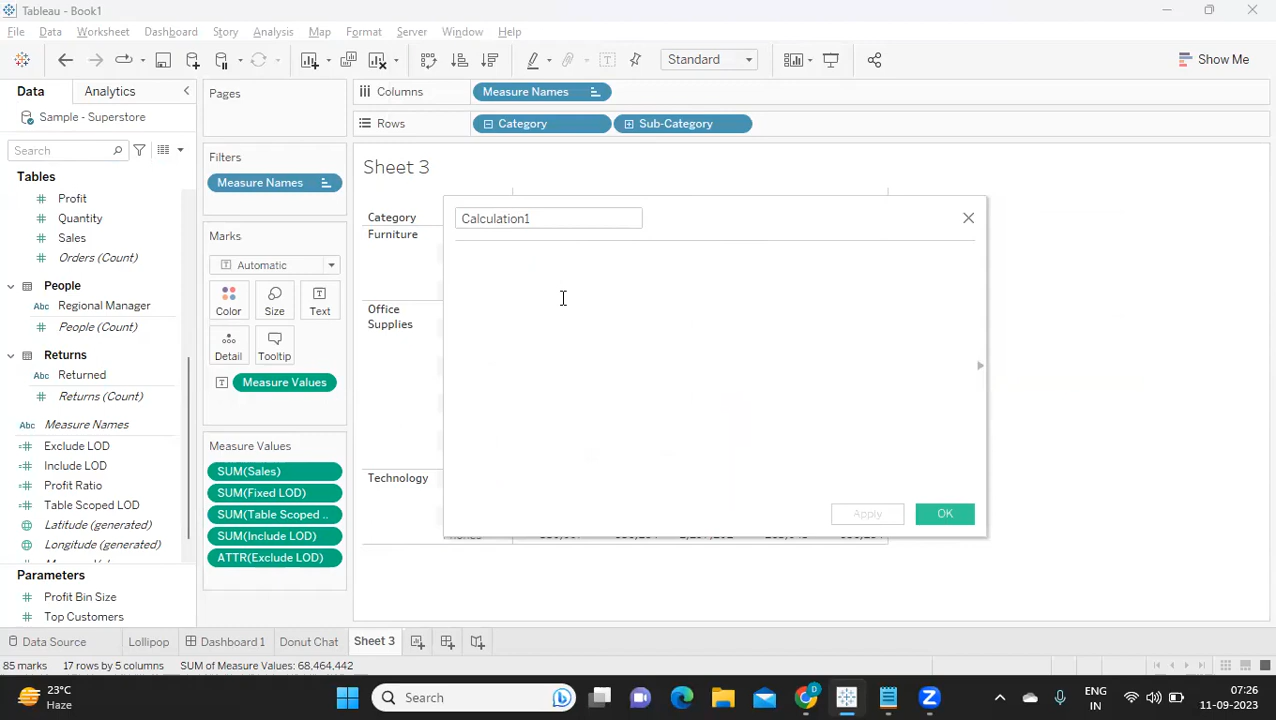 Tableau - Book1
File Data Worksheet Dashboard Story Analysis Map Format Server Window Help
Standard
Show Me
Data
Analytics
Sample - Superstore
Search
Tables
Profit
Quantity
Sales
Orders (Count)
People
Abc Regional Manager
People (Count)
Returns
Abc Returned
Returns (Count)
Abc Measure Names
Exclude LOD
Include LOD
Profit Ratio
Table Scoped LOD
Latitude (generated)
Longitude (generated)
Parameters
Profit Bin Size
Top Customers
Pages
Filters
Measure Names
Marks
Automatic
Color Size Text
Detail Tooltip
Measure Values
Measure Values
SUM(Sales)
SUM(Fixed LOD)
SUM(Table Scoped ..
SUM(Include LOD)
ATTR(Exclude LOD)
Columns
Measure Names
Rows
Category
Sub-Category
Sheet 3
Category
Furniture
Office
Supplies
Technology
Calculation1
Apply
OK
Data Source
Lollipop
Dashboard 1
Donut Chat
Sheet 3
85 marks 17 rows by 5 columns SUM of Measure Values: 68,464,442
23°C
Haze
Search
ENG
IN
07:26
11-09-2023